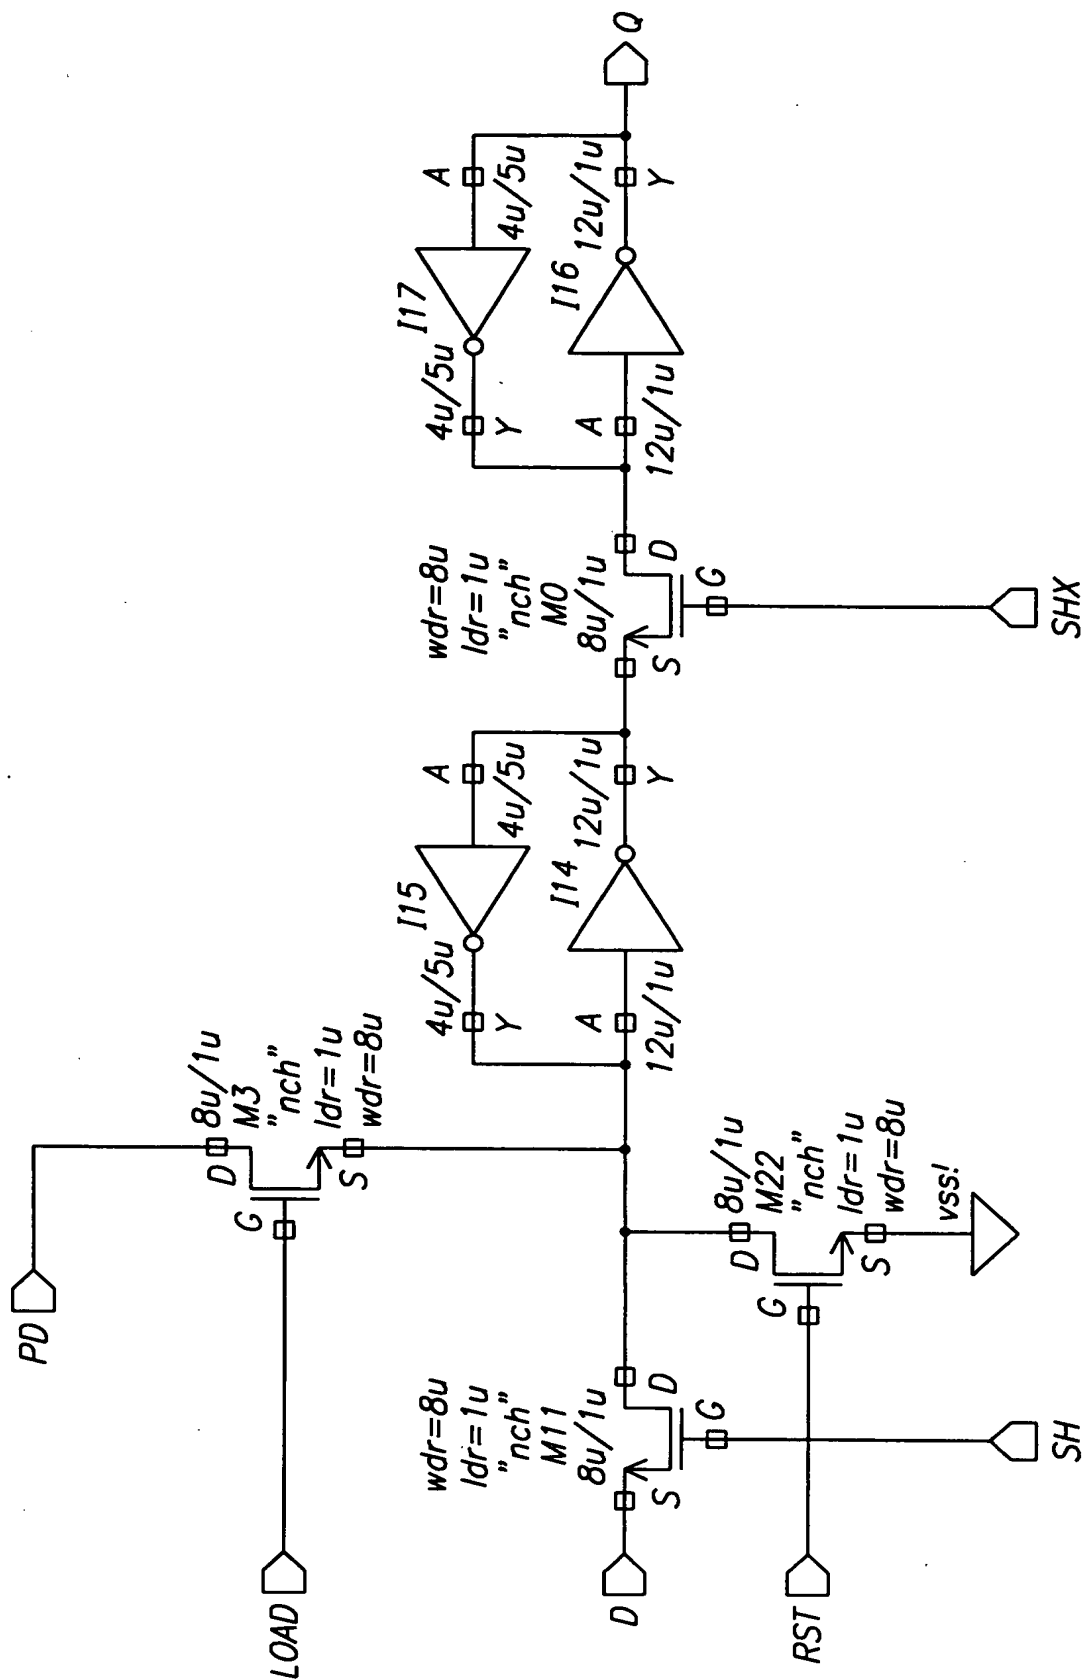 PD
LOAD
D
RST
SH
SHX
Q
8u/1u
M3
"nch"
ldr=1u
wdr=8u
D
G
S
wdr=8u
ldr=1u
"nch"
M11
8u/1u
D
G
S
8u/1u
M22
"nch"
ldr=1u
wdr=8u
D
G
S
vss!
I15
4u/5u
Y
A
4u/5u
I14
A
12u/1u
12u/1u
Y
wdr=8u
ldr=1u
"nch"
M0
8u/1u
D
G
S
I17
4u/5u
Y
A
4u/5u
I16
A
12u/1u
12u/1u
Y